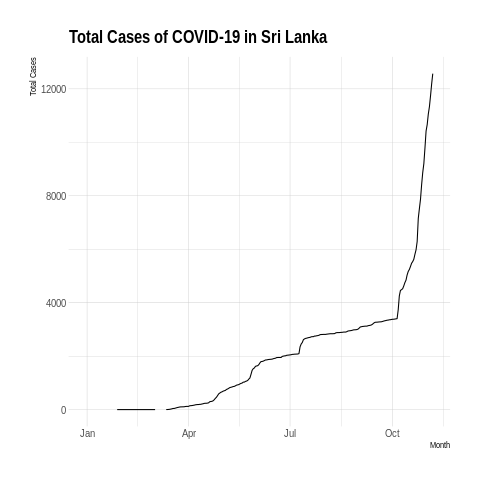 Total Cases of COVID-19 in Sri Lanka
Total Cases
12000
8000
4000
0
Jan Apr Jul Oct
Month